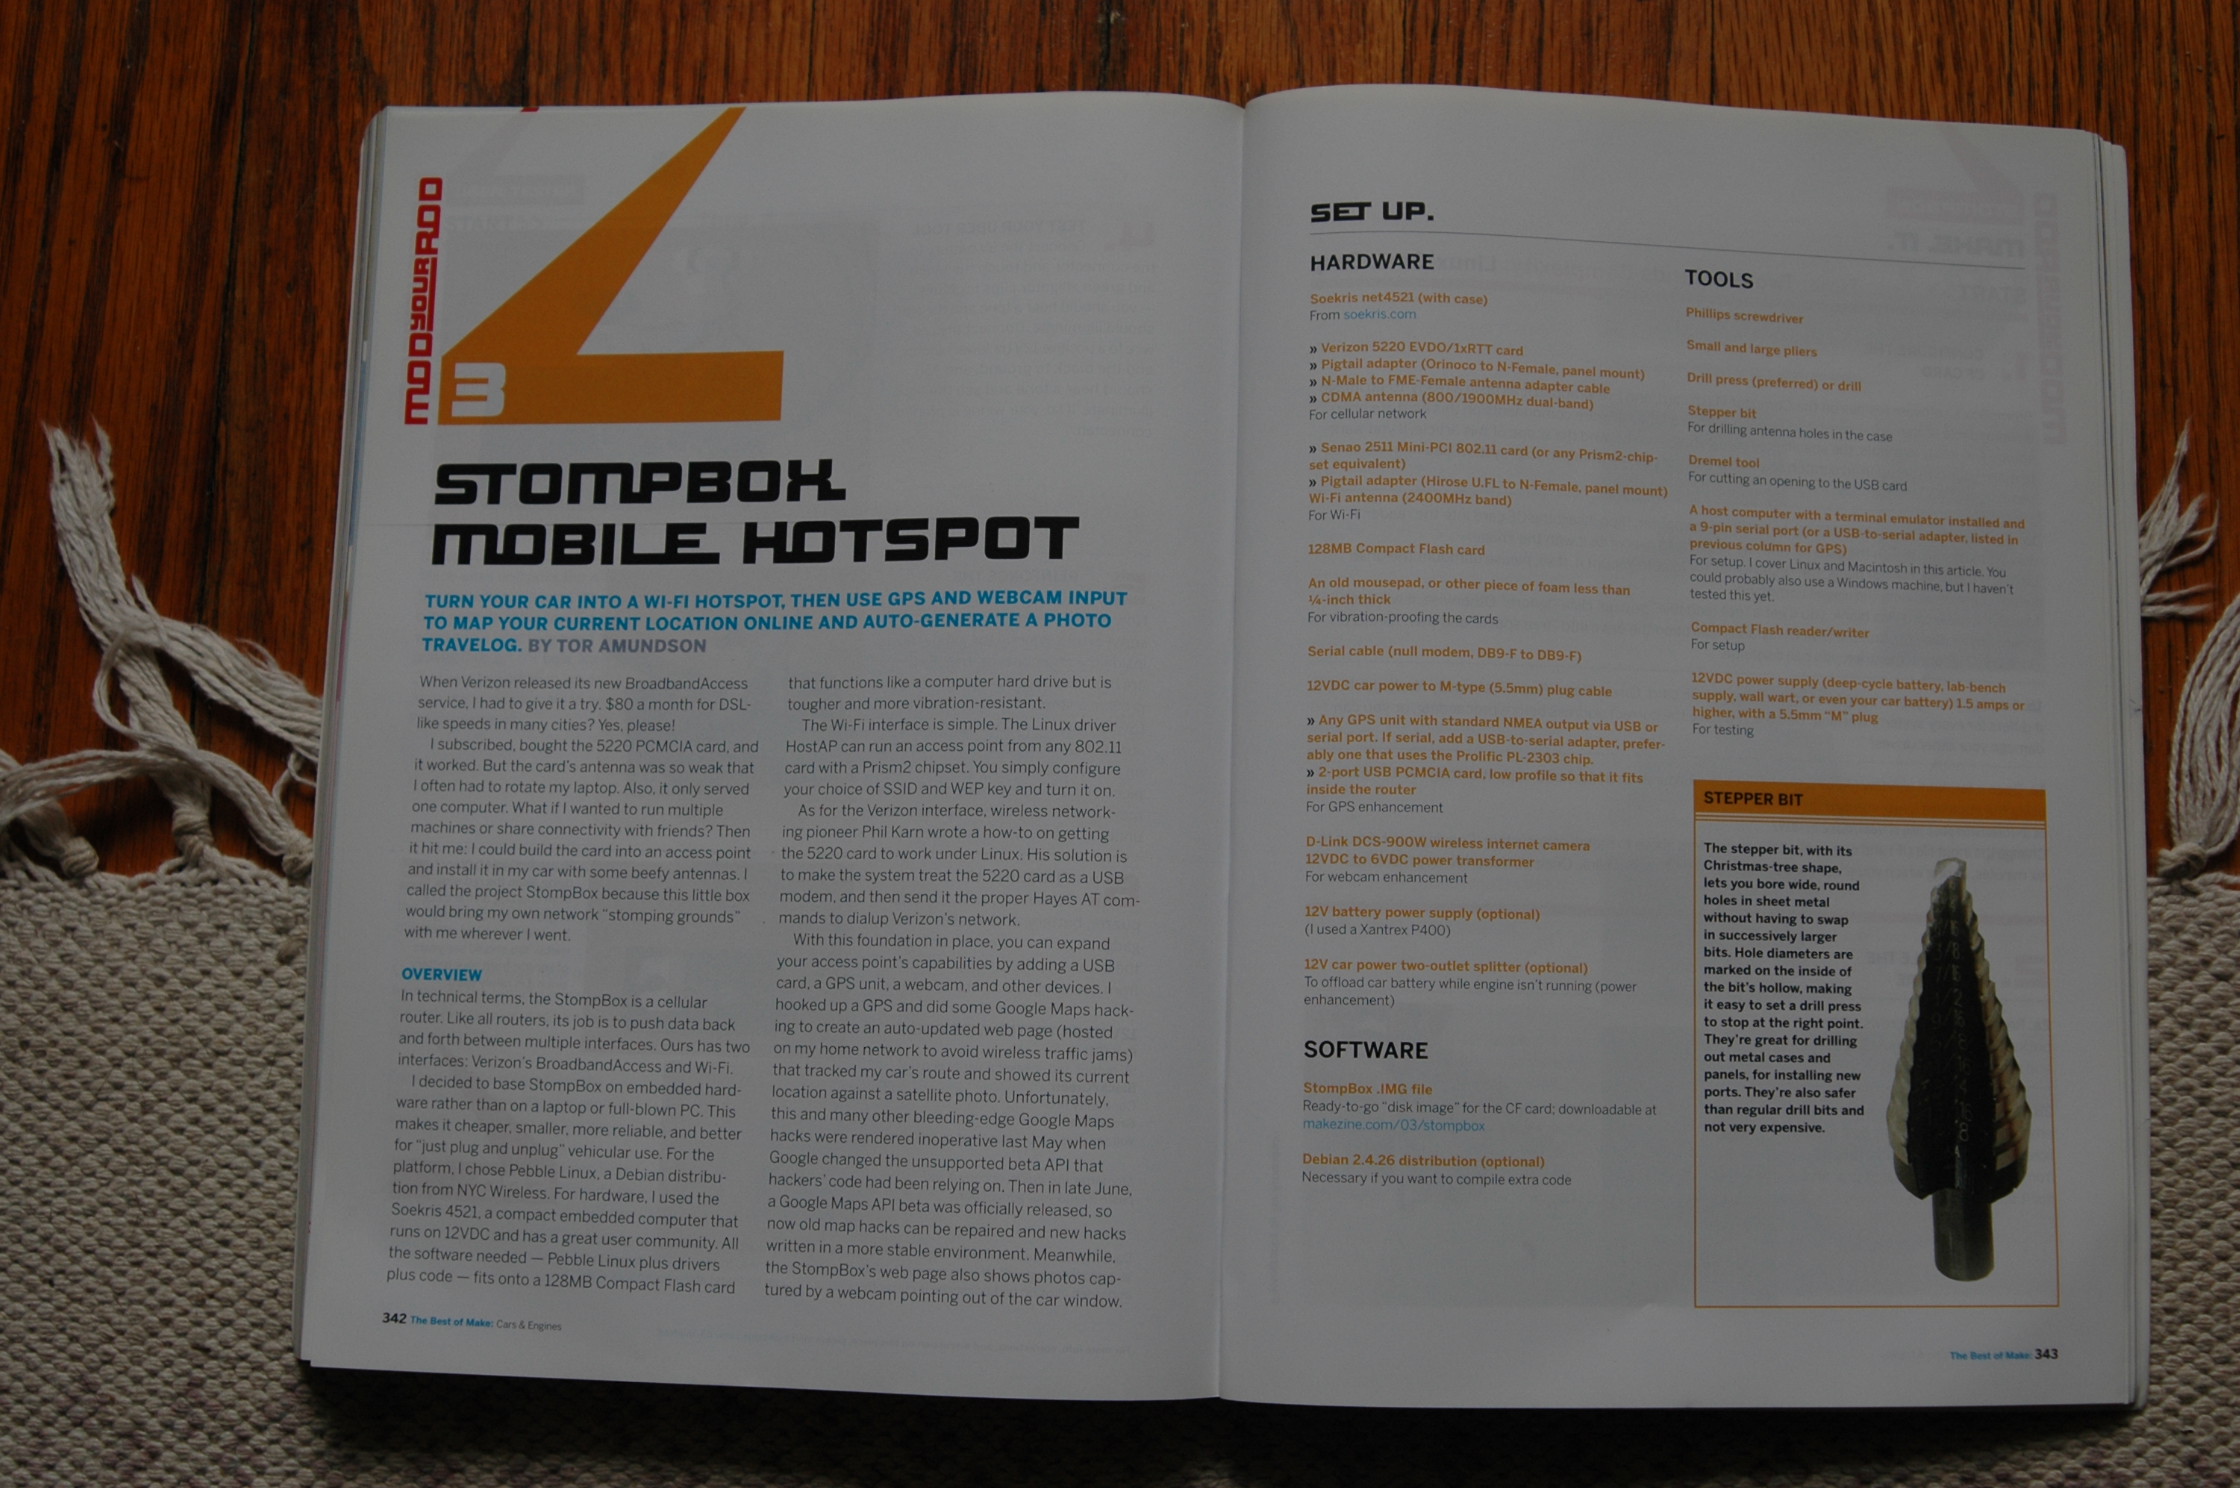 MODyouRROD
3
STOMPBOX
MOBILE HOTSPOT
TURN YOUR CAR INTO A WI-FI HOTSPOT, THEN USE GPS AND WEBCAM INPUT
TO MAP YOUR CURRENT LOCATION ONLINE AND AUTO-GENERATE A PHOTO
TRAVELOG. BY TOR AMUNDSON
When Verizon released its new BroadbandAccess
service, I had to give it a try. $80 a month for DSL-
like speeds in many cities? Yes, please!
I subscribed, bought the 5220 PCMCIA card, and
it worked. But the card's antenna was so weak that
I often had to rotate my laptop. Also, it only served
one computer. What if I wanted to run multiple
machines or share connectivity with friends? Then
it hit me: I could build the card into an access point
and install it in my car with some beefy antennas. I
called the project StompBox because this little box
would bring my own network "stomping grounds"
with me wherever I went.
OVERVIEW
In technical terms, the StompBox is a cellular
router. Like all routers, its job is to push data back
and forth between multiple interfaces. Ours has two
interfaces: Verizon's BroadbandAccess and Wi-Fi.
I decided to base StompBox on embedded hard-
ware rather than on a laptop or full-blown PC. This
makes it cheaper, smaller, more reliable, and better
for "just plug and unplug" vehicular use. For the
platform, I chose Pebble Linux, a Debian distribu-
tion from NYC Wireless. For hardware, I used the
Soekris 4521, a compact embedded computer that
runs on 12VDC and has a great user community. All
the software needed — Pebble Linux plus drivers
plus code — fits onto a 128MB Compact Flash card
that functions like a computer hard drive but is
tougher and more vibration-resistant.
The Wi-Fi interface is simple. The Linux driver
HostAP can run an access point from any 802.11
card with a Prism2 chipset. You simply configure
your choice of SSID and WEP key and turn it on.
As for the Verizon interface, wireless network-
ing pioneer Phil Karn wrote a how-to on getting
the 5220 card to work under Linux. His solution is
to make the system treat the 5220 card as a USB
modem, and then send it the proper Hayes AT com-
mands to dialup Verizon's network.
With this foundation in place, you can expand
your access point's capabilities by adding a USB
card, a GPS unit, a webcam, and other devices. I
hooked up a GPS and did some Google Maps hack-
ing to create an auto-updated web page (hosted
on my home network to avoid wireless traffic jams)
that tracked my car's route and showed its current
location against a satellite photo. Unfortunately,
this and many other bleeding-edge Google Maps
hacks were rendered inoperative last May when
Google changed the unsupported beta API that
hackers' code had been relying on. Then in late June,
a Google Maps API beta was officially released, so
now old map hacks can be repaired and new hacks
written in a more stable environment. Meanwhile,
the StompBox's web page also shows photos cap-
tured by a webcam pointing out of the car window.
342 The Best of Make: Cars & Engines
SET UP.
HARDWARE
Soekris net4521 (with case)
From soekris.com
» Verizon 5220 EVDO/1xRTT card
» Pigtail adapter (Orinoco to N-Female, panel mount)
» N-Male to FME-Female antenna adapter cable
» CDMA antenna (800/1900MHz dual-band)
For cellular network
» Senao 2511 Mini-PCI 802.11 card (or any Prism2-chip-
set equivalent)
» Pigtail adapter (Hirose U.FL to N-Female, panel mount)
Wi-Fi antenna (2400MHz band)
For Wi-Fi
128MB Compact Flash card
An old mousepad, or other piece of foam less than
¼-inch thick
For vibration-proofing the cards
Serial cable (null modem, DB9-F to DB9-F)
12VDC car power to M-type (5.5mm) plug cable
» Any GPS unit with standard NMEA output via USB or
serial port. If serial, add a USB-to-serial adapter, prefer-
ably one that uses the Prolific PL-2303 chip.
» 2-port USB PCMCIA card, low profile so that it fits
inside the router
For GPS enhancement
D-Link DCS-900W wireless internet camera
12VDC to 6VDC power transformer
For webcam enhancement
12V battery power supply (optional)
(I used a Xantrex P400)
12V car power two-outlet splitter (optional)
To offload car battery while engine isn't running (power
enhancement)
SOFTWARE
StompBox .IMG file
Ready-to-go "disk image" for the CF card; downloadable at
makezine.com/03/stompbox
Debian 2.4.26 distribution (optional)
Necessary if you want to compile extra code
TOOLS
Phillips screwdriver
Small and large pliers
Drill press (preferred) or drill
Stepper bit
For drilling antenna holes in the case
Dremel tool
For cutting an opening to the USB card
A host computer with a terminal emulator installed and
a 9-pin serial port (or a USB-to-serial adapter, listed in
previous column for GPS)
For setup. I cover Linux and Macintosh in this article. You
could probably also use a Windows machine, but I haven't
tested this yet.
Compact Flash reader/writer
For setup
12VDC power supply (deep-cycle battery, lab-bench
supply, wall wart, or even your car battery) 1.5 amps or
higher, with a 5.5mm "M" plug
For testing
STEPPER BIT
The stepper bit, with its
Christmas-tree shape,
lets you bore wide, round
holes in sheet metal
without having to swap
in successively larger
bits. Hole diameters are
marked on the inside of
the bit's hollow, making
it easy to set a drill press
to stop at the right point.
They're great for drilling
out metal cases and
panels, for installing new
ports. They're also safer
than regular drill bits and
not very expensive.
The Best of Make: 343